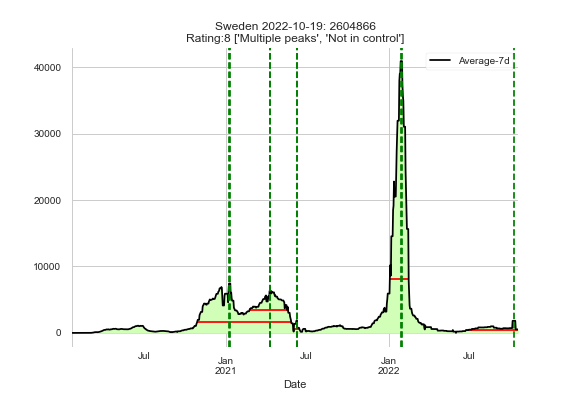 Sweden 2022-10-19: 2604866
Rating:8 ['Multiple peaks', 'Not in control']
Average-7d
40000
30000
20000
10000
0
Jul
Jan
2021
Jul
Jan
2022
Jul
Date